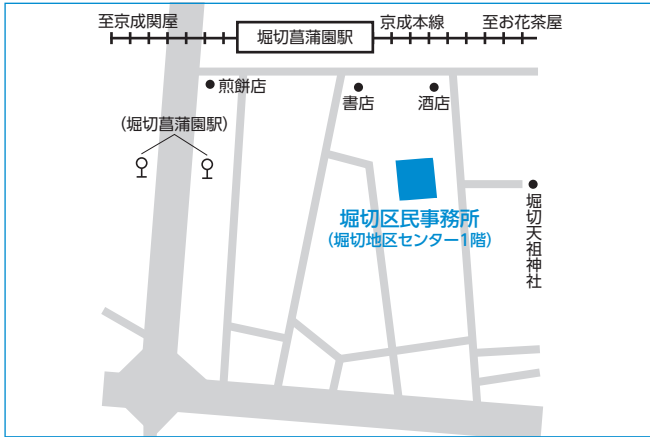 至京成関屋
堀切菖蒲園駅
京成本線
至お花茶屋
煎餅店
書店
酒店
(堀切菖蒲園駅)
堀切区民事務所
(堀切地区センター1階)
堀切天祖神社